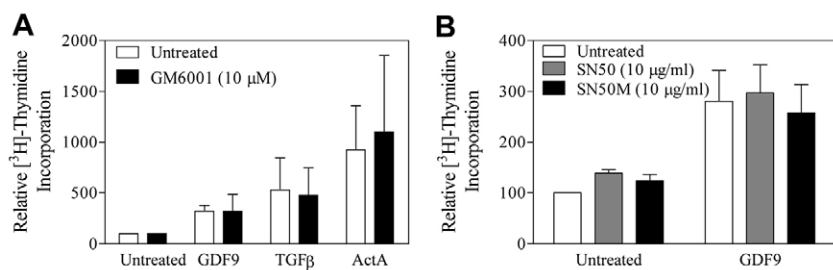 A
Relative [³H]-Thymidine
Incorporation
2000
1500
1000
500
0
Untreated
GM6001 (10 μM)
Untreated GDF9 TGFβ ActA
B
Relative [³H]-Thymidine
Incorporation
400
300
200
100
0
Untreated
SN50 (10 μg/ml)
SN50M (10 μg/ml)
Untreated GDF9